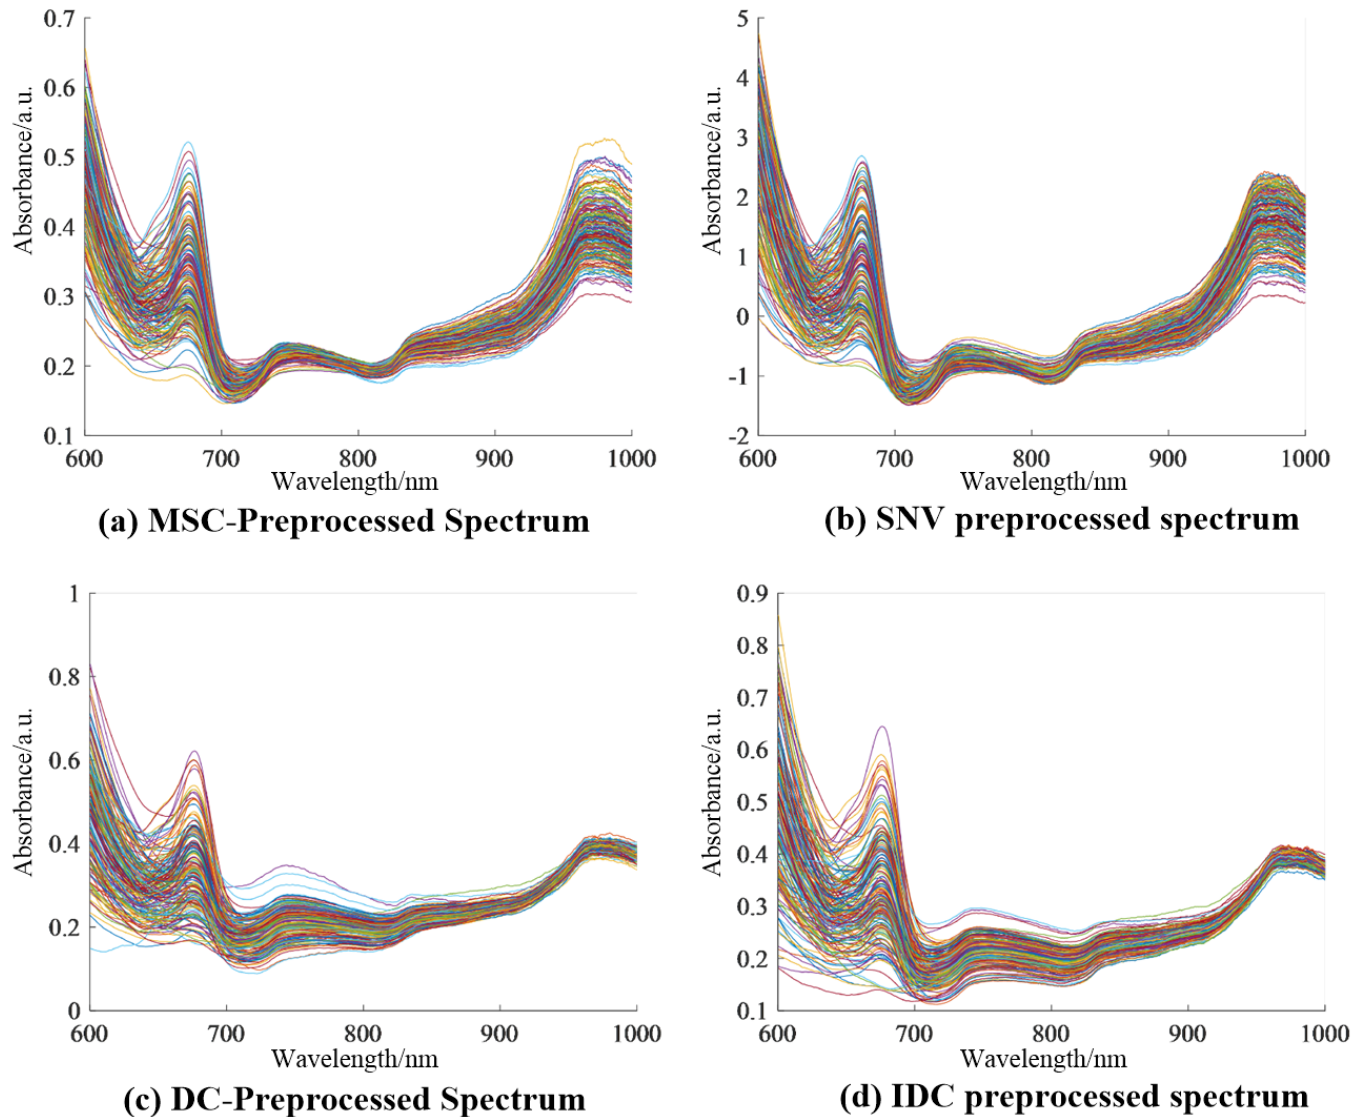 0.7
0.6
0.5
0.4
0.3
0.2
0.1
Absorbance/a.u.
600 700 800 900 1000
Wavelength/nm
(a) MSC-Preprocessed Spectrum
5
4
3
2
1
0
-1
-2
Absorbance/a.u.
600 700 800 900 1000
Wavelength/nm
(b) SNV preprocessed spectrum
1
0.8
0.6
0.4
0.2
0
Absorbance/a.u.
600 700 800 900 1000
Wavelength/nm
(c) DC-Preprocessed Spectrum
0.9
0.8
0.7
0.6
0.5
0.4
0.3
0.2
0.1
Absorbance/a.u.
600 700 800 900 1000
Wavelength/nm
(d) IDC preprocessed spectrum